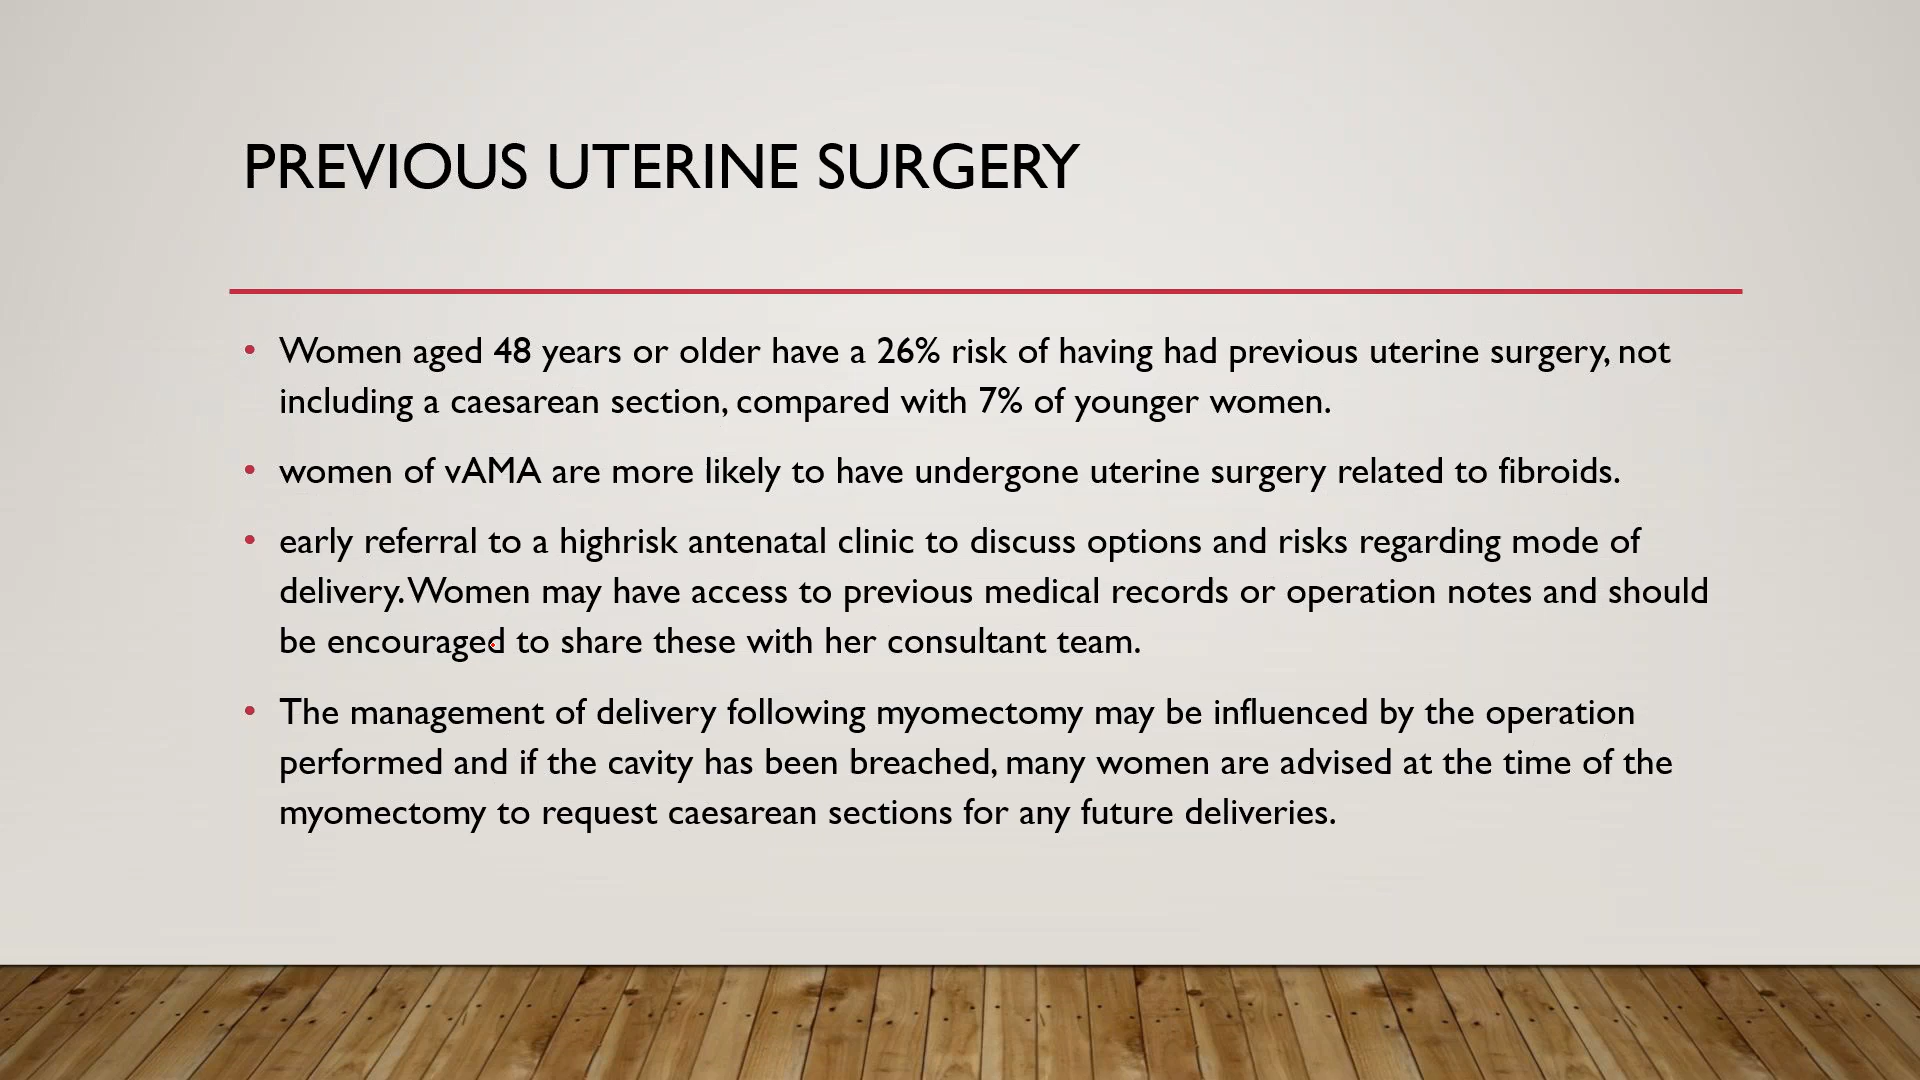 PREVIOUS UTERINE SURGERY
• Women aged 48 years or older have a 26% risk of having had previous uterine surgery, not
including a caesarean section, compared with 7% of younger women.
• women of vAMA are more likely to have undergone uterine surgery related to fibroids.
• early referral to a highrisk antenatal clinic to discuss options and risks regarding mode of
delivery. Women may have access to previous medical records or operation notes and should
be encouraged to share these with her consultant team.
• The management of delivery following myomectomy may be influenced by the operation
performed and if the cavity has been breached, many women are advised at the time of the
myomectomy to request caesarean sections for any future deliveries.